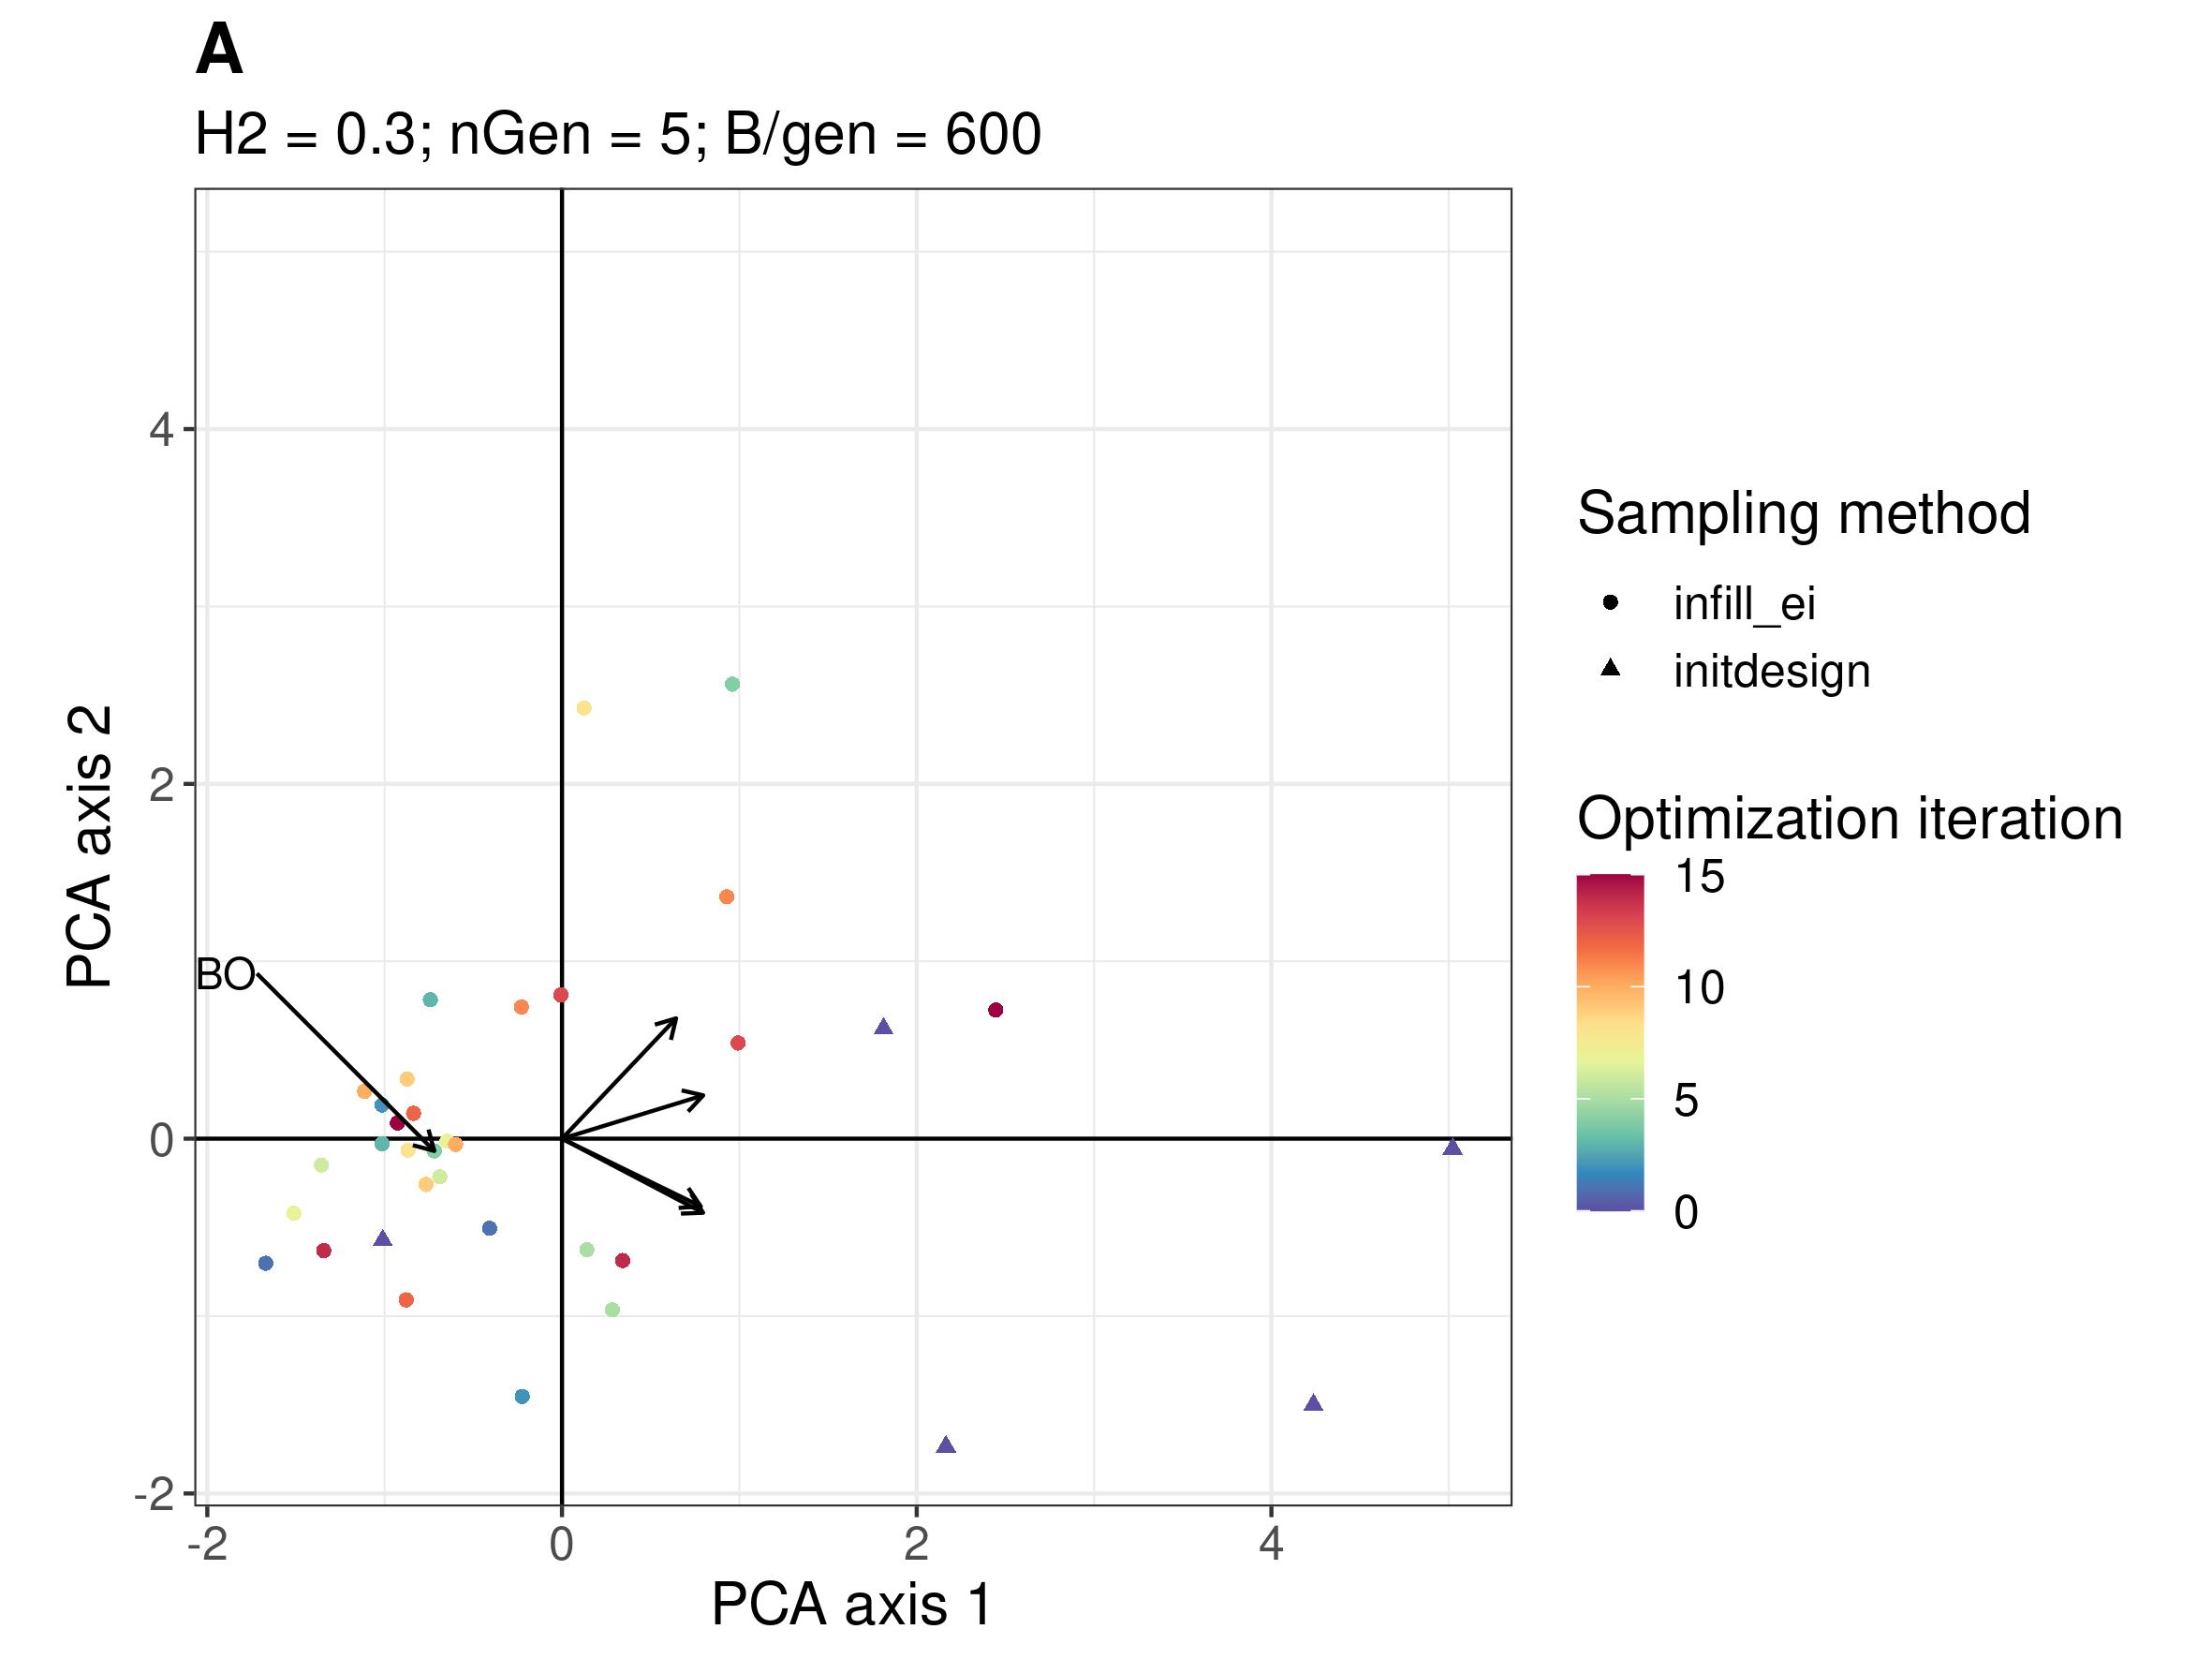 A
H2 = 0.3; nGen = 5; B/gen = 600
4
2
0
-2
-2
0
2
4
PCA axis 2
PCA axis 1
BO
Sampling method
infill_ei
initdesign
Optimization iteration
15
10
5
0